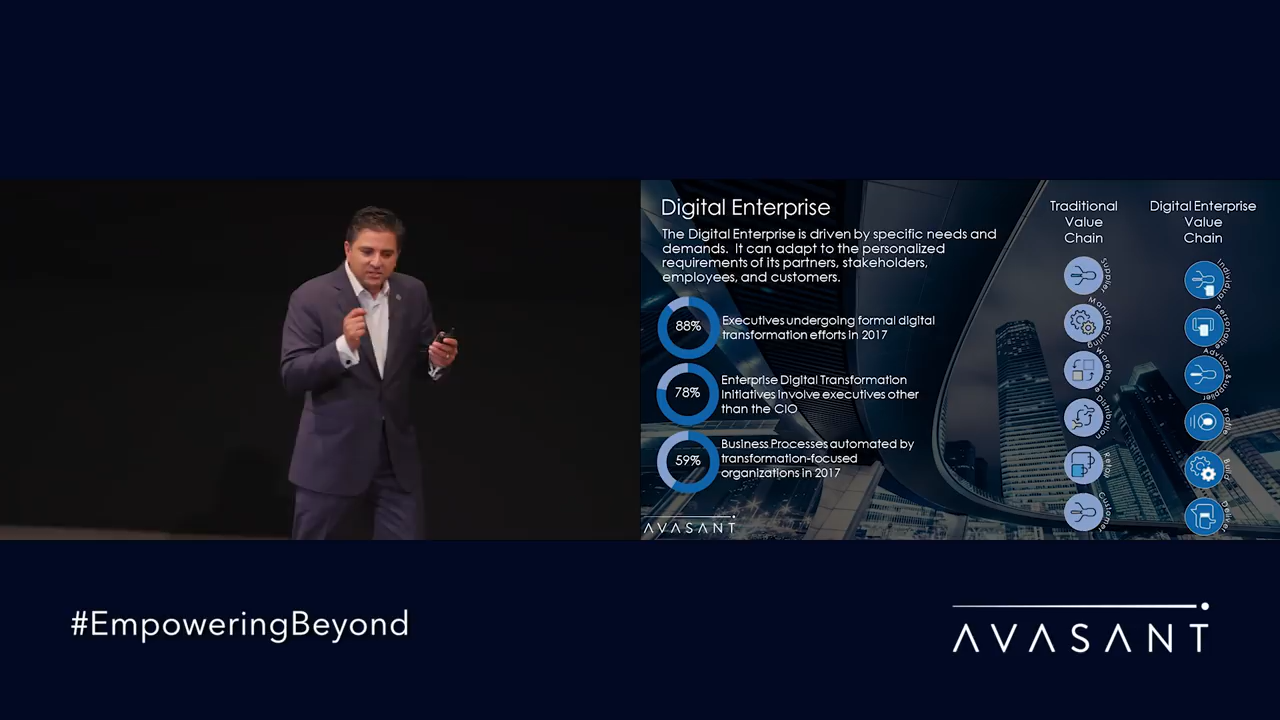 Digital Enterprise
The Digital Enterprise is driven by specific needs and
demands. It can adapt to the personalized
requirements of its partners, stakeholders,
employees, and customers.
88%
Executives undergoing formal digital
transformation efforts in 2017
78%
Enterprise Digital Transformation
Initiatives involve executives other
than the CIO
59%
Business Processes automated by
transformation-focused
organizations in 2017
AVASANT
Traditional
Value
Chain
Supplier
Manufacturing
Warehouse
Distribution
Retail
Customer
Digital Enterprise
Value
Chain
Individual
Personalize
Advisors & supplier
Profile
Build
Deliver
#EmpoweringBeyond
AVASANT